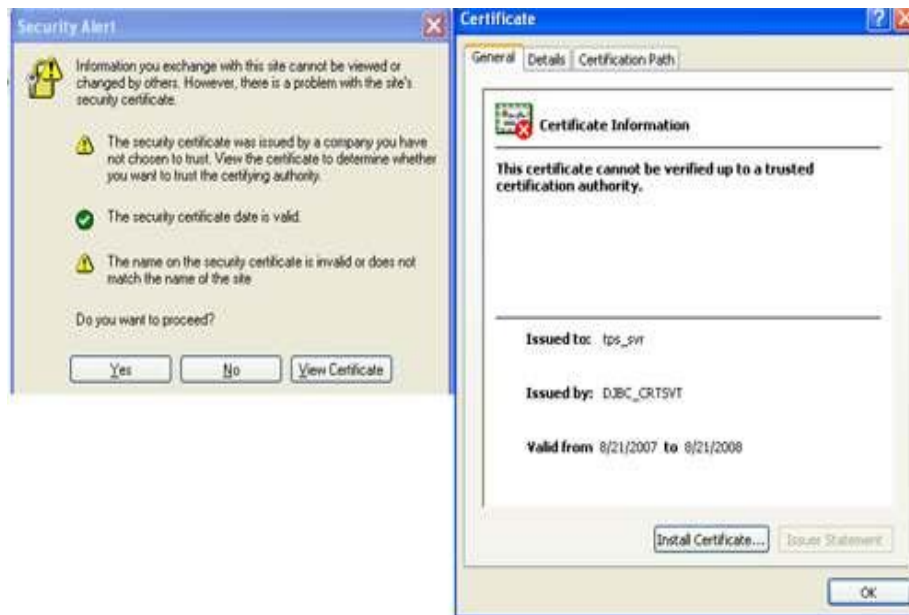 Security Alert
Information you exchange with this site cannot be viewed or
changed by others. However, there is a problem with the site's
security certificate.
The security certificate was issued by a company you have
not chosen to trust. View the certificate to determine whether
you want to trust the certifying authority.
The security certificate date is valid.
The name on the security certificate is invalid or does not
match the name of the site
Do you want to proceed?
Yes No View Certificate
Certificate
General Details Certification Path
Certificate Information
This certificate cannot be verified up to a trusted
certification authority.
Issued to: tps_svr
Issued by: DJBC_CRTSVT
Valid from 8/21/2007 to 8/21/2008
Install Certificate... Issuer Statement
OK